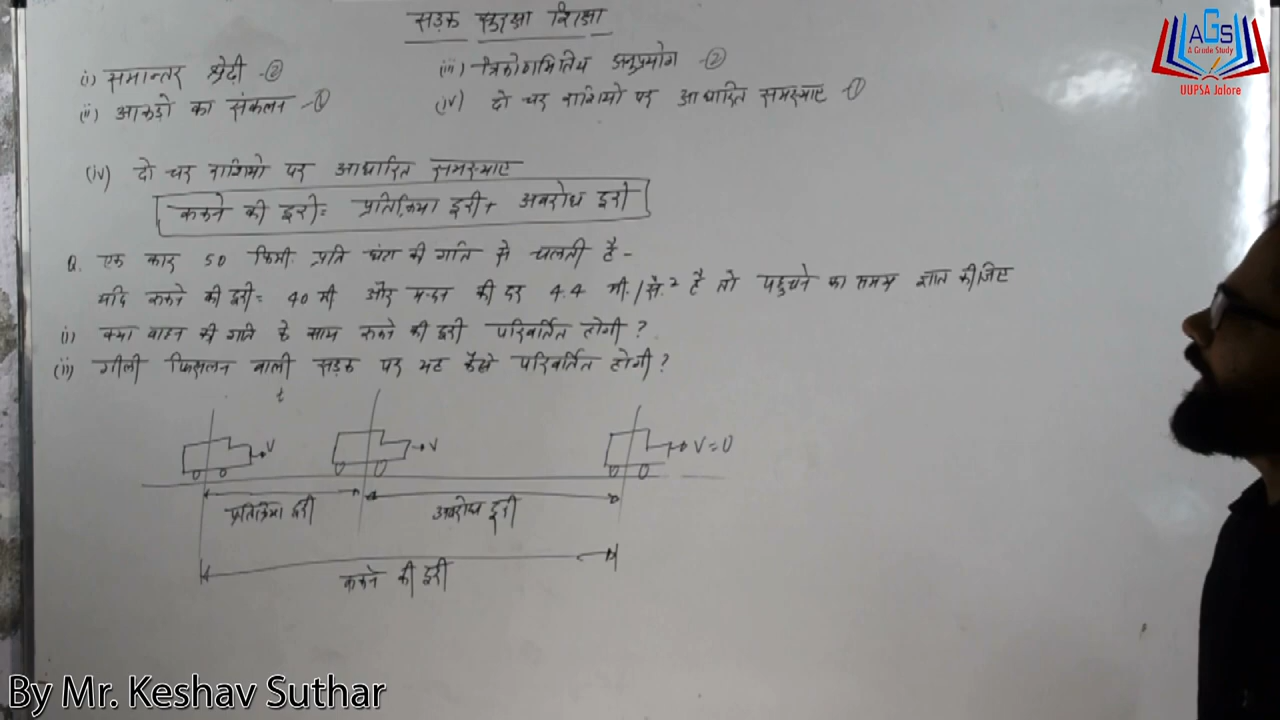 सड़क सुरक्षा शिक्षा
(i) समान्तर श्रेढी -②
(iii) त्रिकोणमितिय अनुप्रयोग -②
(ii) आकड़ो का संकलन -①
(iv) दो चर राशियो पर आधारित समस्याए -①
(iv) दो चर राशियो पर आधारित समस्याए
रूकने की दूरी = प्रतिक्रिया दूरी + अवरोध दूरी
Q. एक कार 50 किमी. प्रति घंटा की गति से चलती है -
यदि रूकने की दूरी = 40 मी और मन्दन की दर 4.4 मी./से.² है तो पहुचने का समय ज्ञात कीजिए
(i) क्या वाहन की गति के साथ रूकने की दूरी परिवर्तित होगी ?
(ii) गीली फिसलन वाली सड़क पर यह कैसे परिवर्तित होगी ?
t
V
V
V=0
प्रतिक्रिया दूरी
अवरोध दूरी
रूकने की दूरी
AGS
A Grade Study
UUPSA Jalore
By Mr. Keshav Suthar